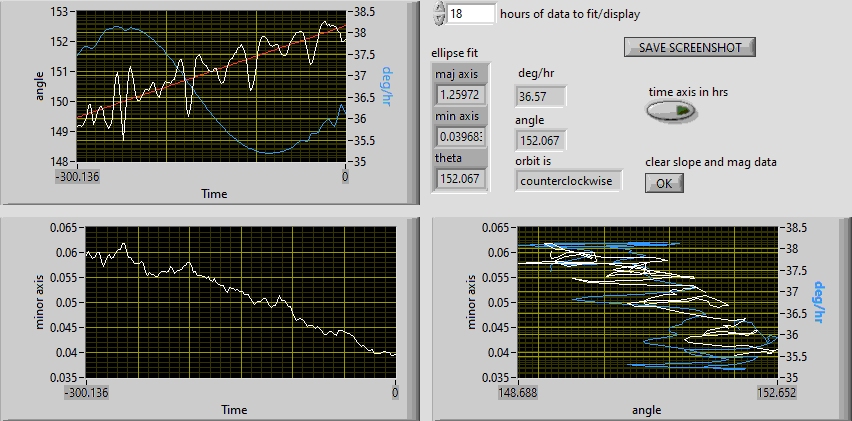 153
152
151
150
149
148
angle
38.5
38
37.5
37
36.5
36
35.5
35
deg/hr
-300.136
0
Time
18 hours of data to fit/display
SAVE SCREENSHOT
ellipse fit
maj axis
1.25972
min axis
0.03968
theta
152.067
deg/hr
36.57
angle
152.067
orbit is
counterclockwise
time axis in hrs
clear slope and mag data
OK
0.065
0.06
0.055
0.05
0.045
0.04
0.035
minor axis
-300.136
0
Time
0.065
0.06
0.055
0.05
0.045
0.04
0.035
minor axis
38.5
38
37.5
37
36.5
36
35.5
35
deg/hr
148.688
152.652
angle